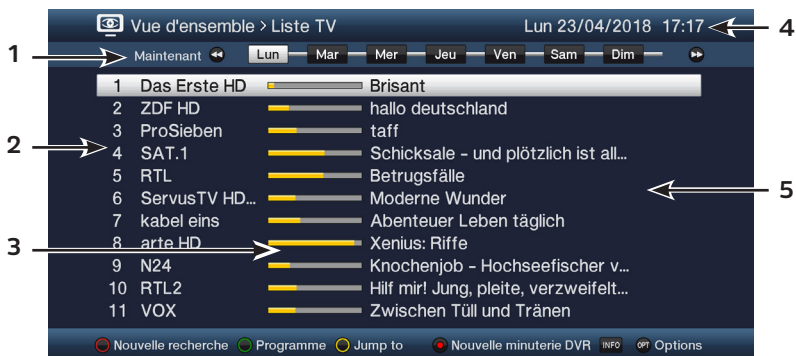 Vue d'ensemble > Liste TV Lun 23/04/2018 17:17 4
1 Maintenant Lun Mar Mer Jeu Ven Sam Dim
1 Das Erste HD Brisant
2 ZDF HD hallo deutschland
3 ProSieben taff
2 4 SAT.1 Schicksale - und plötzlich ist all...
5 RTL Betrugsfälle
6 ServusTV HD... Moderne Wunder 5
7 kabel eins Abenteuer Leben täglich
3 8 arte HD Xenius: Riffe
9 N24 Knochenjob - Hochseefischer v...
10 RTL2 Hilf mir! Jung, pleite, verzweifelt...
11 VOX Zwischen Tüll und Tränen
Nouvelle recherche Programme Jump to Nouvelle minuterie DVR INFO OPT Options